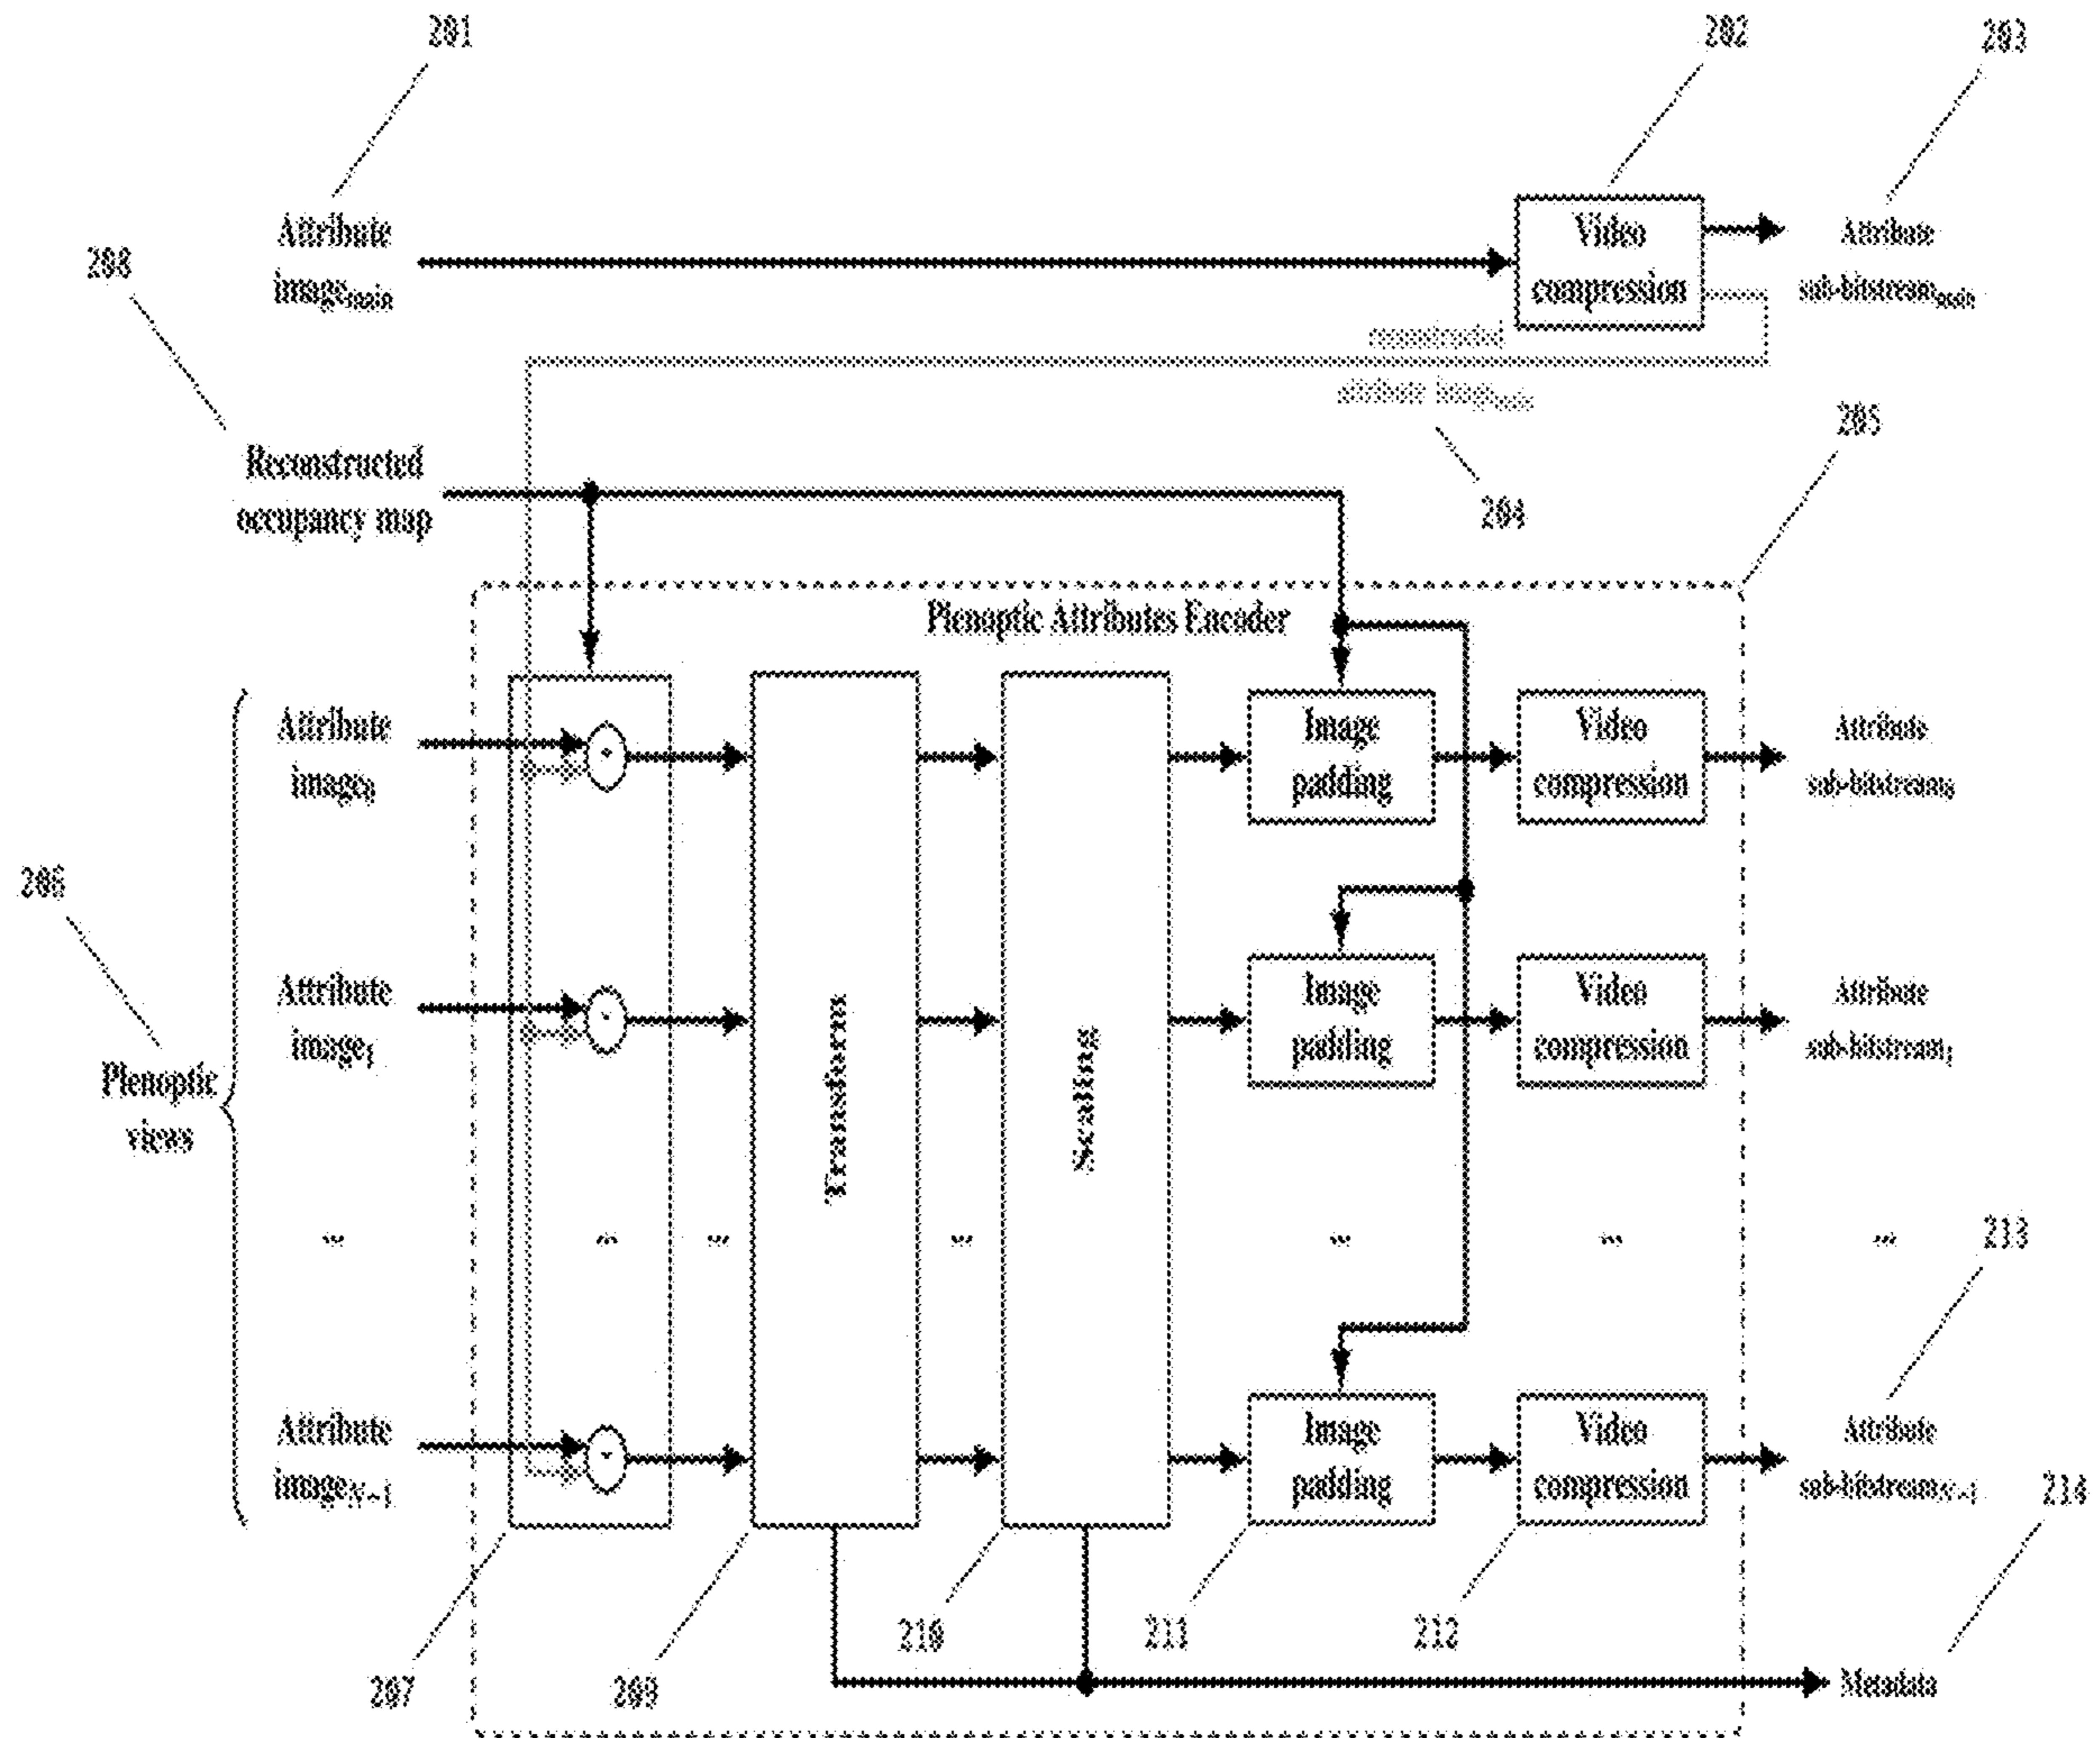 201
202
203
Attribute
image_main
Video
compression
Attribute
sub-bitstream_main
208
reconstructed
attribute image_main
204
205
Reconstructed
occupancy map
Plenoptic Attributes Encoder
Attribute
image_0
Image
padding
Video
compression
Attribute
sub-bitstream_0
206
Plenoptic
views
Attribute
image_1
Transform
Scaling
Image
padding
Video
compression
Attribute
sub-bitstream_1
...
...
...
...
...
...
...
213
Attribute
image_N-1
Image
padding
Video
compression
Attribute
sub-bitstream_N-1
214
207
209
210
211
212
Metadata